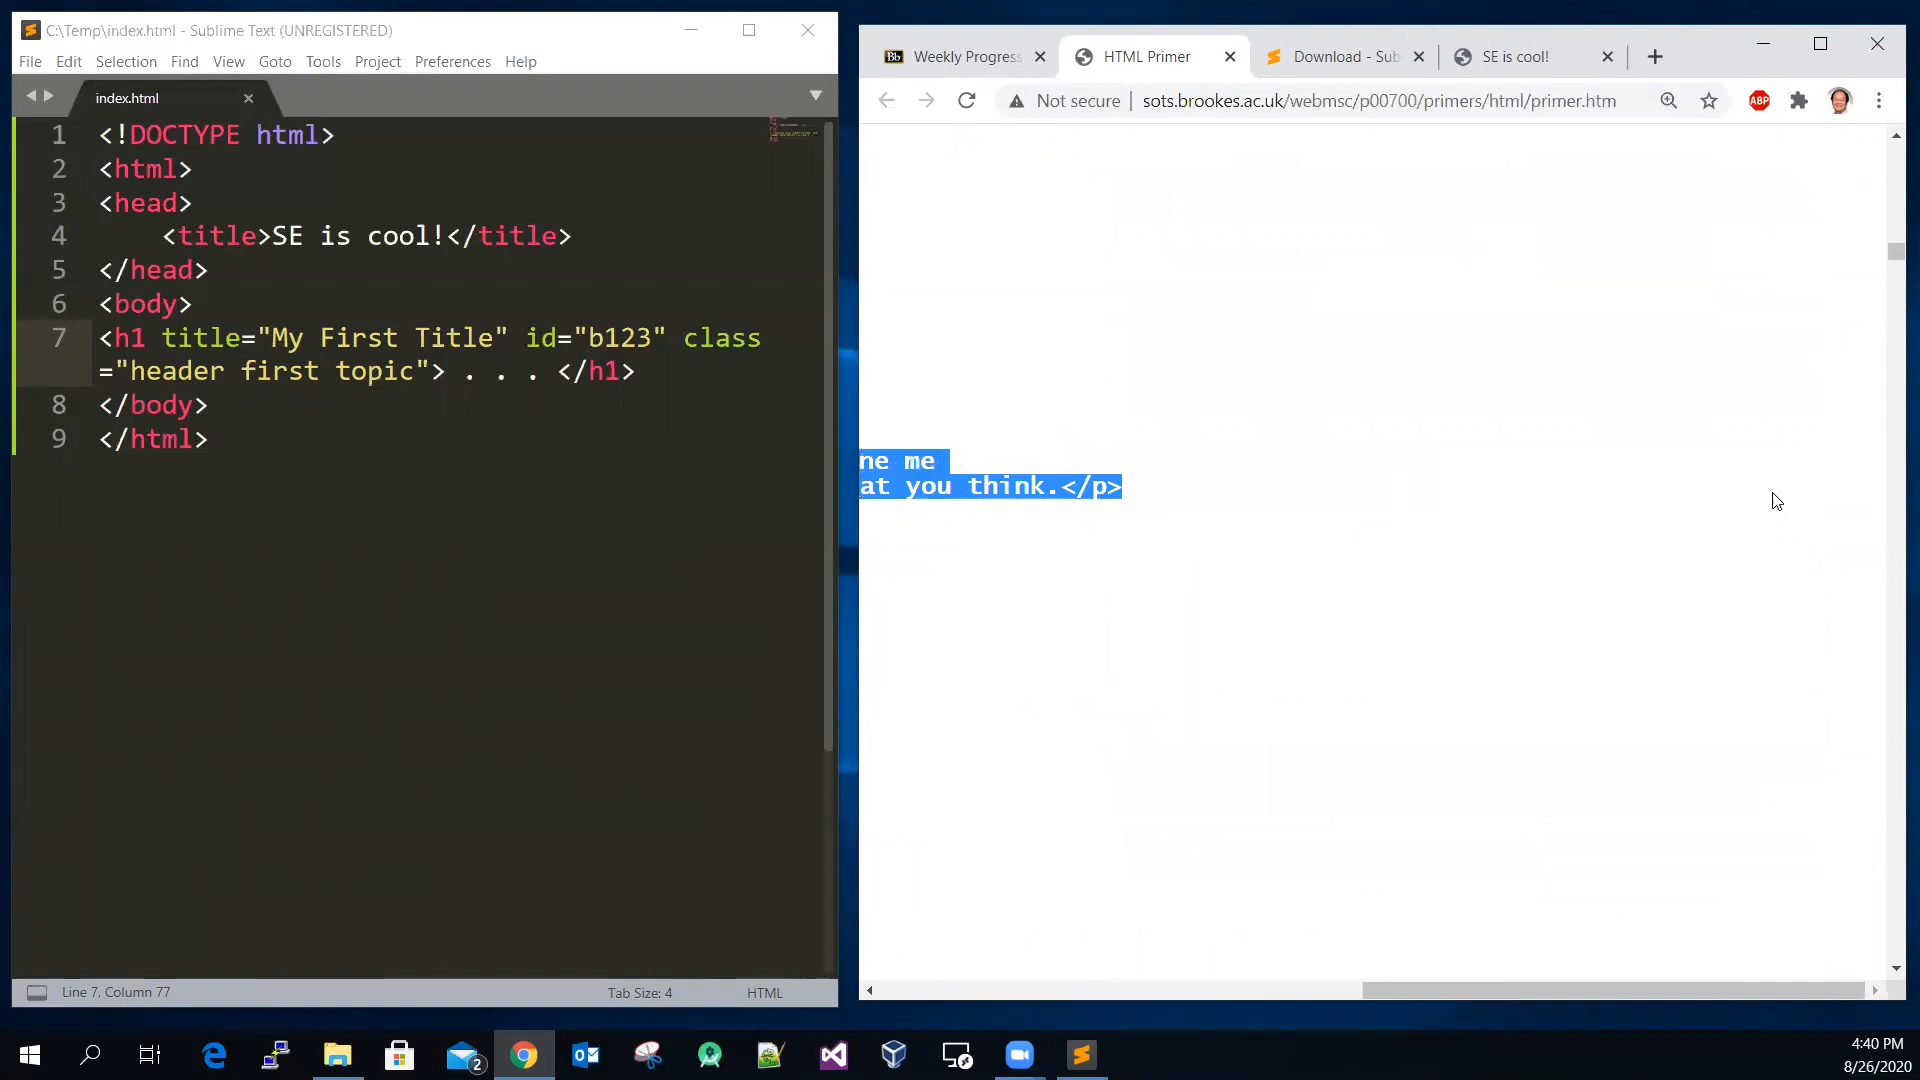 C:\Temp\index.html - Sublime Text (UNREGISTERED)
File Edit Selection Find View Goto Tools Project Preferences Help
index.html
1 <!DOCTYPE html>
2 <html>
3 <head>
4 <title>SE is cool!</title>
5 </head>
6 <body>
7 <h1 title="My First Title" id="b123" class
="header first topic"> . . . </h1>
8 </body>
9 </html>
Line 7, Column 77 Tab Size: 4 HTML
Bb Weekly Progress HTML Primer Download - Sub SE is cool!
Not secure sots.brookes.ac.uk/webmsc/p00700/primers/html/primer.htm ABP
ne me
at you think.</p>
2
4:40 PM
8/26/2020